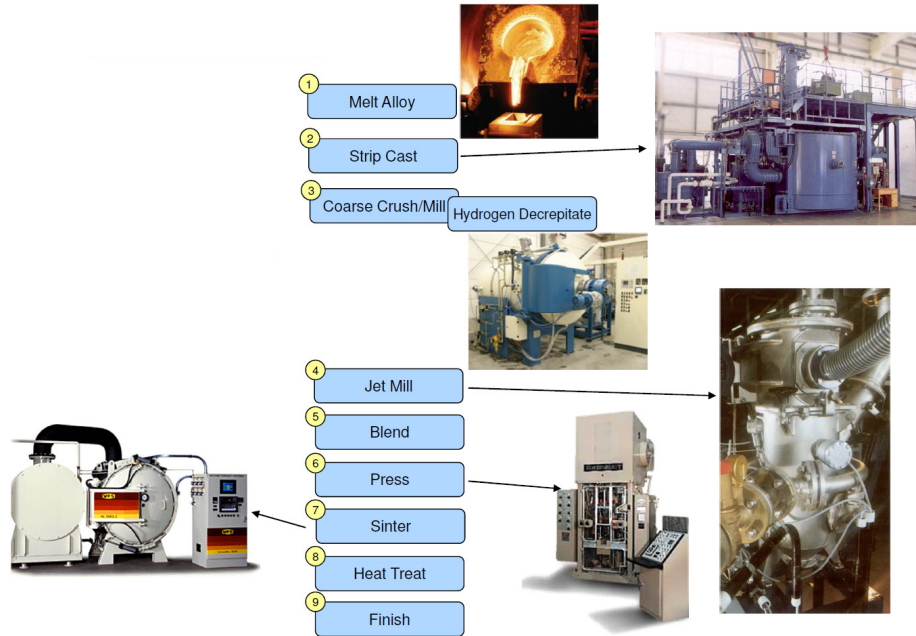 1
Melt Alloy
2
Strip Cast
3
Coarse Crush/Mill
Hydrogen Decrepitate
4
Jet Mill
5
Blend
6
Press
7
Sinter
8
Heat Treat
9
Finish